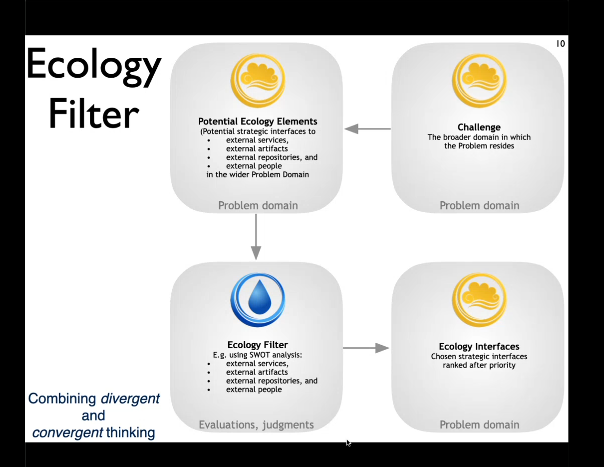 Ecology
Filter
10
Potential Ecology Elements
(Potential strategic interfaces to
• external services,
• external artifacts
• external repositories, and
• external people
in the wider Problem Domain
Problem domain
Challenge
The broader domain in which
the Problem resides
Problem domain
Ecology Filter
E.g. using SWOT analysis:
• external services,
• external artifacts
• external repositories, and
• external people
Evaluations, judgments
Ecology Interfaces
Chosen strategic interfaces
ranked after priority
Problem domain
Combining divergent
and
convergent thinking